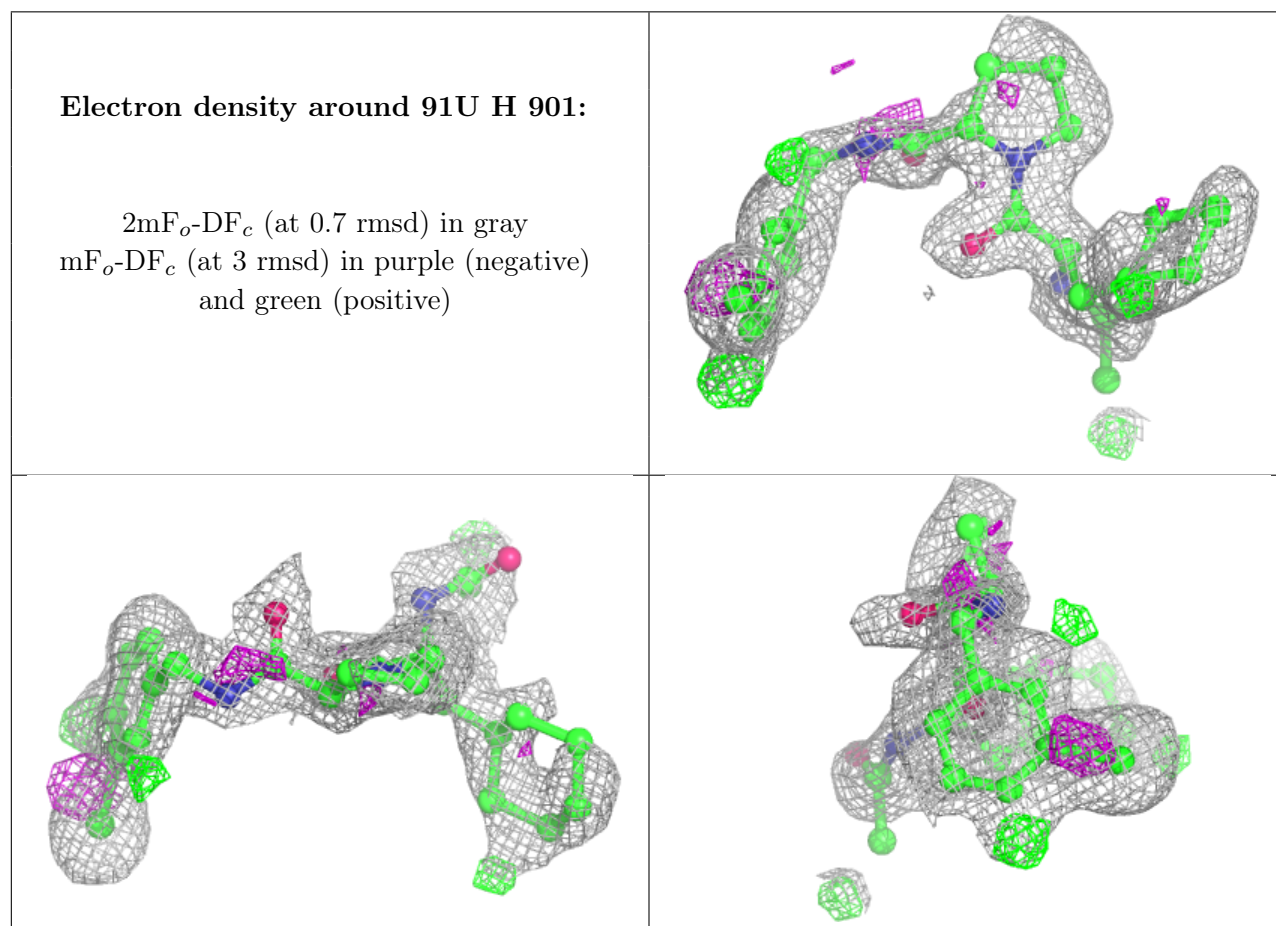 Electron density around 91U H 901:
2mFₒ-DF𝒸 (at 0.7 rmsd) in gray
mFₒ-DF𝒸 (at 3 rmsd) in purple (negative)
and green (positive)